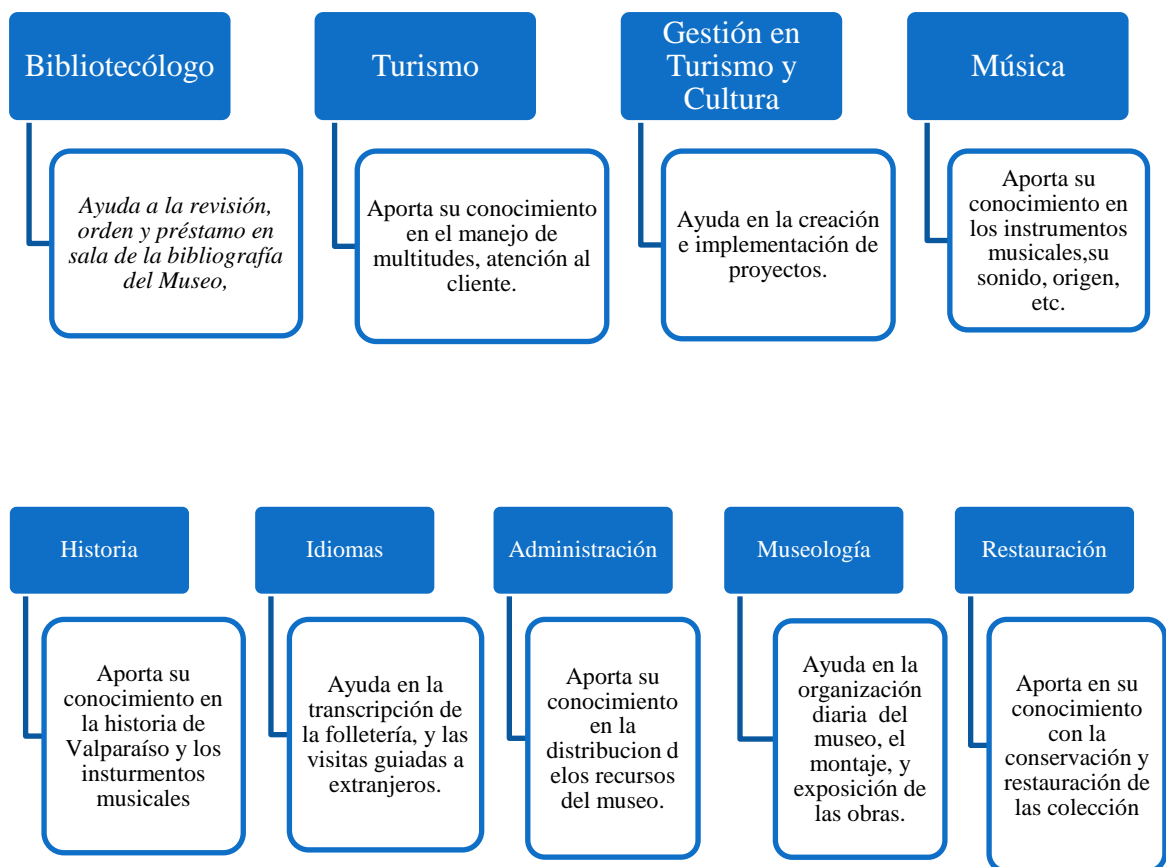 Bibliotecólogo
Ayuda a la revisión,
orden y préstamo en
sala de la bibliografía
del Museo,
Turismo
Aporta su conocimiento
en el manejo de
multitudes, atención al
cliente.
Gestión en
Turismo y
Cultura
Ayuda en la creación
e implementación de
proyectos.
Música
Aporta su
conocimiento en
los instrumentos
musicales,su
sonido, origen,
etc.
Historia
Aporta su
conocimiento en
la historia de
Valparaíso y los
insturmentos
musicales
Idiomas
Ayuda en la
transcripción de
la folletería, y las
visitas guiadas a
extranjeros.
Administración
Aporta su
conocimiento
en la
distribucion d
elos recursos
del museo.
Museología
Ayuda en la
organización
diaria  del
museo, el
montaje, y
exposición de
las obras.
Restauración
Aporta en su
conocimiento
con la
conservación y
restauración de
las colección